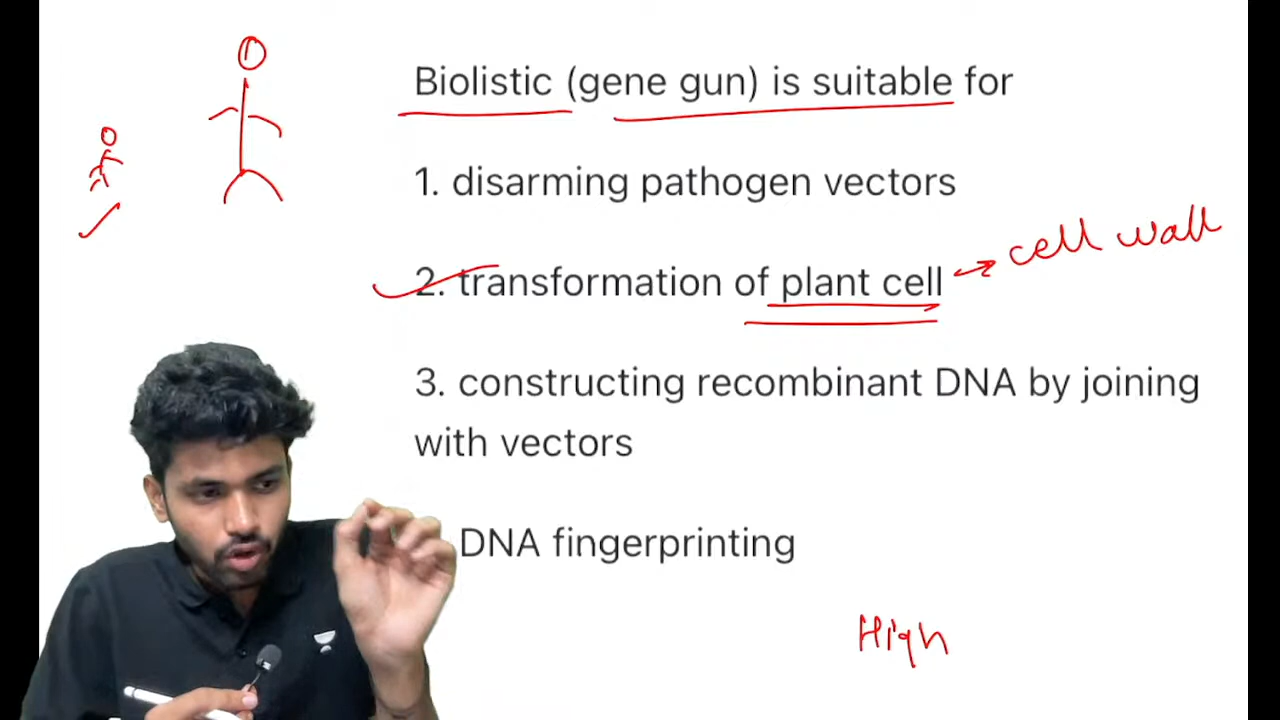 Biolistic (gene gun) is suitable for
1. disarming pathogen vectors
2. transformation of plant cell → cell wall
3. constructing recombinant DNA by joining
with vectors
DNA fingerprinting
High